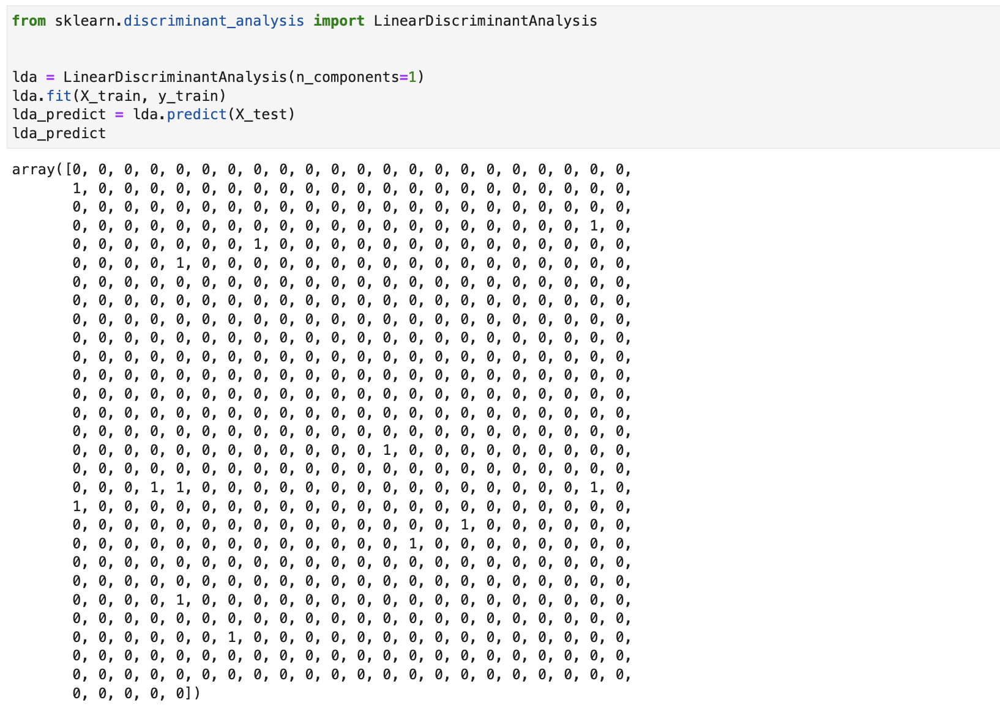 from sklearn.discriminant_analysis import LinearDiscriminantAnalysis
lda = LinearDiscriminantAnalysis(n_components=1)
lda.fit(X_train, y_train)
lda_predict = lda.predict(X_test)
lda_predict
array([0, 0, 0, 0, 0, 0, 0, 0, 0, 0, 0, 0, 0, 0, 0, 0, 0, 0, 0, 0, 0, 0,
1, 0, 0, 0, 0, 0, 0, 0, 0, 0, 0, 0, 0, 0, 0, 0, 0, 0, 0, 0, 0, 0,
0, 0, 0, 0, 0, 0, 0, 0, 0, 0, 0, 0, 0, 0, 0, 0, 0, 0, 0, 0, 0, 0,
0, 0, 0, 0, 0, 0, 0, 0, 0, 0, 0, 0, 0, 0, 0, 0, 0, 0, 0, 0, 1, 0,
0, 0, 0, 0, 0, 0, 0, 1, 0, 0, 0, 0, 0, 0, 0, 0, 0, 0, 0, 0, 0, 0,
0, 0, 0, 0, 1, 0, 0, 0, 0, 0, 0, 0, 0, 0, 0, 0, 0, 0, 0, 0, 0, 0,
0, 0, 0, 0, 0, 0, 0, 0, 0, 0, 0, 0, 0, 0, 0, 0, 0, 0, 0, 0, 0, 0,
0, 0, 0, 0, 0, 0, 0, 0, 0, 0, 0, 0, 0, 0, 0, 0, 0, 0, 0, 0, 0, 0,
0, 0, 0, 0, 0, 0, 0, 0, 0, 0, 0, 0, 0, 0, 0, 0, 0, 0, 0, 0, 0, 0,
0, 0, 0, 0, 0, 0, 0, 0, 0, 0, 0, 0, 0, 0, 0, 0, 0, 0, 0, 0, 0, 0,
0, 0, 0, 0, 0, 0, 0, 0, 0, 0, 0, 0, 0, 0, 0, 0, 0, 0, 0, 0, 0, 0,
0, 0, 0, 0, 0, 0, 0, 0, 0, 0, 0, 0, 0, 0, 0, 0, 0, 0, 0, 0, 0, 0,
0, 0, 0, 0, 0, 0, 0, 0, 0, 0, 0, 0, 0, 0, 0, 0, 0, 0, 0, 0, 0, 0,
0, 0, 0, 0, 0, 0, 0, 0, 0, 0, 0, 0, 0, 0, 0, 0, 0, 0, 0, 0, 0, 0,
0, 0, 0, 0, 0, 0, 0, 0, 0, 0, 0, 0, 0, 0, 0, 0, 0, 0, 0, 0, 0, 0,
0, 0, 0, 0, 0, 0, 0, 0, 0, 0, 0, 0, 1, 0, 0, 0, 0, 0, 0, 0, 0, 0,
0, 0, 0, 0, 0, 0, 0, 0, 0, 0, 0, 0, 0, 0, 0, 0, 0, 0, 0, 0, 0, 0,
0, 0, 0, 1, 1, 0, 0, 0, 0, 0, 0, 0, 0, 0, 0, 0, 0, 0, 0, 0, 1, 0,
1, 0, 0, 0, 0, 0, 0, 0, 0, 0, 0, 0, 0, 0, 0, 0, 0, 0, 0, 0, 0, 0,
0, 0, 0, 0, 0, 0, 0, 0, 0, 0, 0, 0, 0, 0, 0, 1, 0, 0, 0, 0, 0, 0,
0, 0, 0, 0, 0, 0, 0, 0, 0, 0, 0, 0, 0, 1, 0, 0, 0, 0, 0, 0, 0, 0,
0, 0, 0, 0, 0, 0, 0, 0, 0, 0, 0, 0, 0, 0, 0, 0, 0, 0, 0, 0, 0, 0,
0, 0, 0, 0, 0, 0, 0, 0, 0, 0, 0, 0, 0, 0, 0, 0, 0, 0, 0, 0, 0, 0,
0, 0, 0, 0, 1, 0, 0, 0, 0, 0, 0, 0, 0, 0, 0, 0, 0, 0, 0, 0, 0, 0,
0, 0, 0, 0, 0, 0, 0, 0, 0, 0, 0, 0, 0, 0, 0, 0, 0, 0, 0, 0, 0, 0,
0, 0, 0, 0, 0, 0, 1, 0, 0, 0, 0, 0, 0, 0, 0, 0, 0, 0, 0, 0, 0, 0,
0, 0, 0, 0, 0, 0, 0, 0, 0, 0, 0, 0, 0, 0, 0, 0, 0, 0, 0, 0, 0, 0,
0, 0, 0, 0, 0, 0, 0, 0, 0, 0, 0, 0, 0, 0, 0, 0, 0, 0, 0, 0, 0, 0,
0, 0, 0, 0, 0])